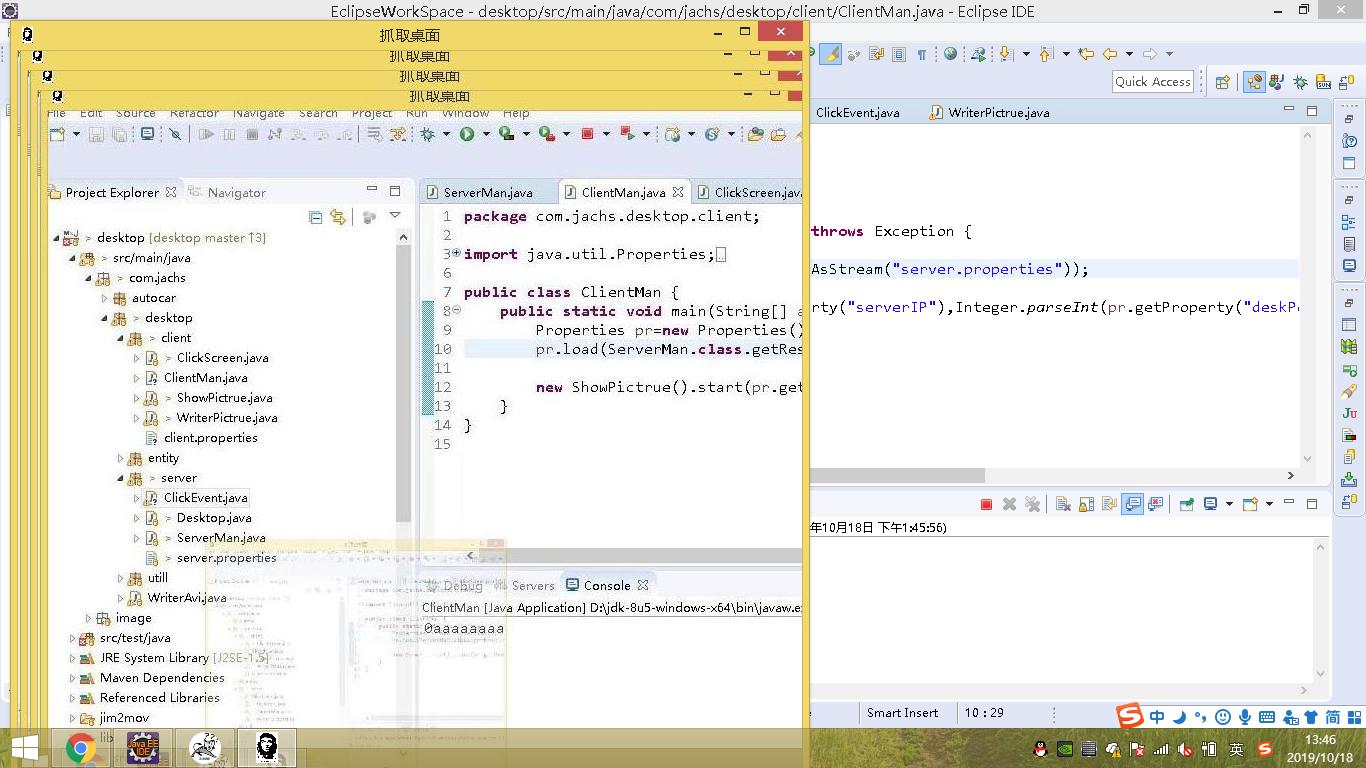 EclipseWorkSpace - desktop/src/main/java/com/jachs/desktop/client/ClientMan.java - Eclipse IDE
抓取桌面
抓取桌面
抓取桌面
抓取桌面
File Edit Source Refactor Navigate Search Project Run Window Help
Quick Access
ClickEvent.java WriterPictrue.java
Project Explorer Navigator
ServerMan.java ClientMan.java ClickScreen.java
desktop [desktop master ↑3]
> src/main/java
> com.jachs
autocar
> desktop
> client
> ClickScreen.java
ClientMan.java
> ShowPictrue.java
> WriterPictrue.java
client.properties
entity
> server
ClickEvent.java
> Desktop.java
> ServerMan.java
> server.properties
utill
WriterAvi.java
image
src/test/java
JRE System Library [J2SE-1.5]
Maven Dependencies
Referenced Libraries
jim2mov
lib
1 package com.jachs.desktop.client;
2
3 import java.util.Properties;
6
7 public class ClientMan {
8 public static void main(String[] a
9 Properties pr=new Properties()
10 pr.load(ServerMan.class.getRes
11
12 new ShowPictrue().start(pr.get
13 }
14 }
15
throws Exception {
AsStream("server.properties"));
rty("serverIP"),Integer.parseInt(pr.getProperty("deskP
Debug Servers Console
ClientMan [Java Application] D:\jdk-8u5-windows-x64\bin\javaw.e
0aaaaaaaa
年10月18日 下午1:45:56)
Smart Insert 10 : 29
中 简
Java EE
IDE
英
13:46
2019/10/18